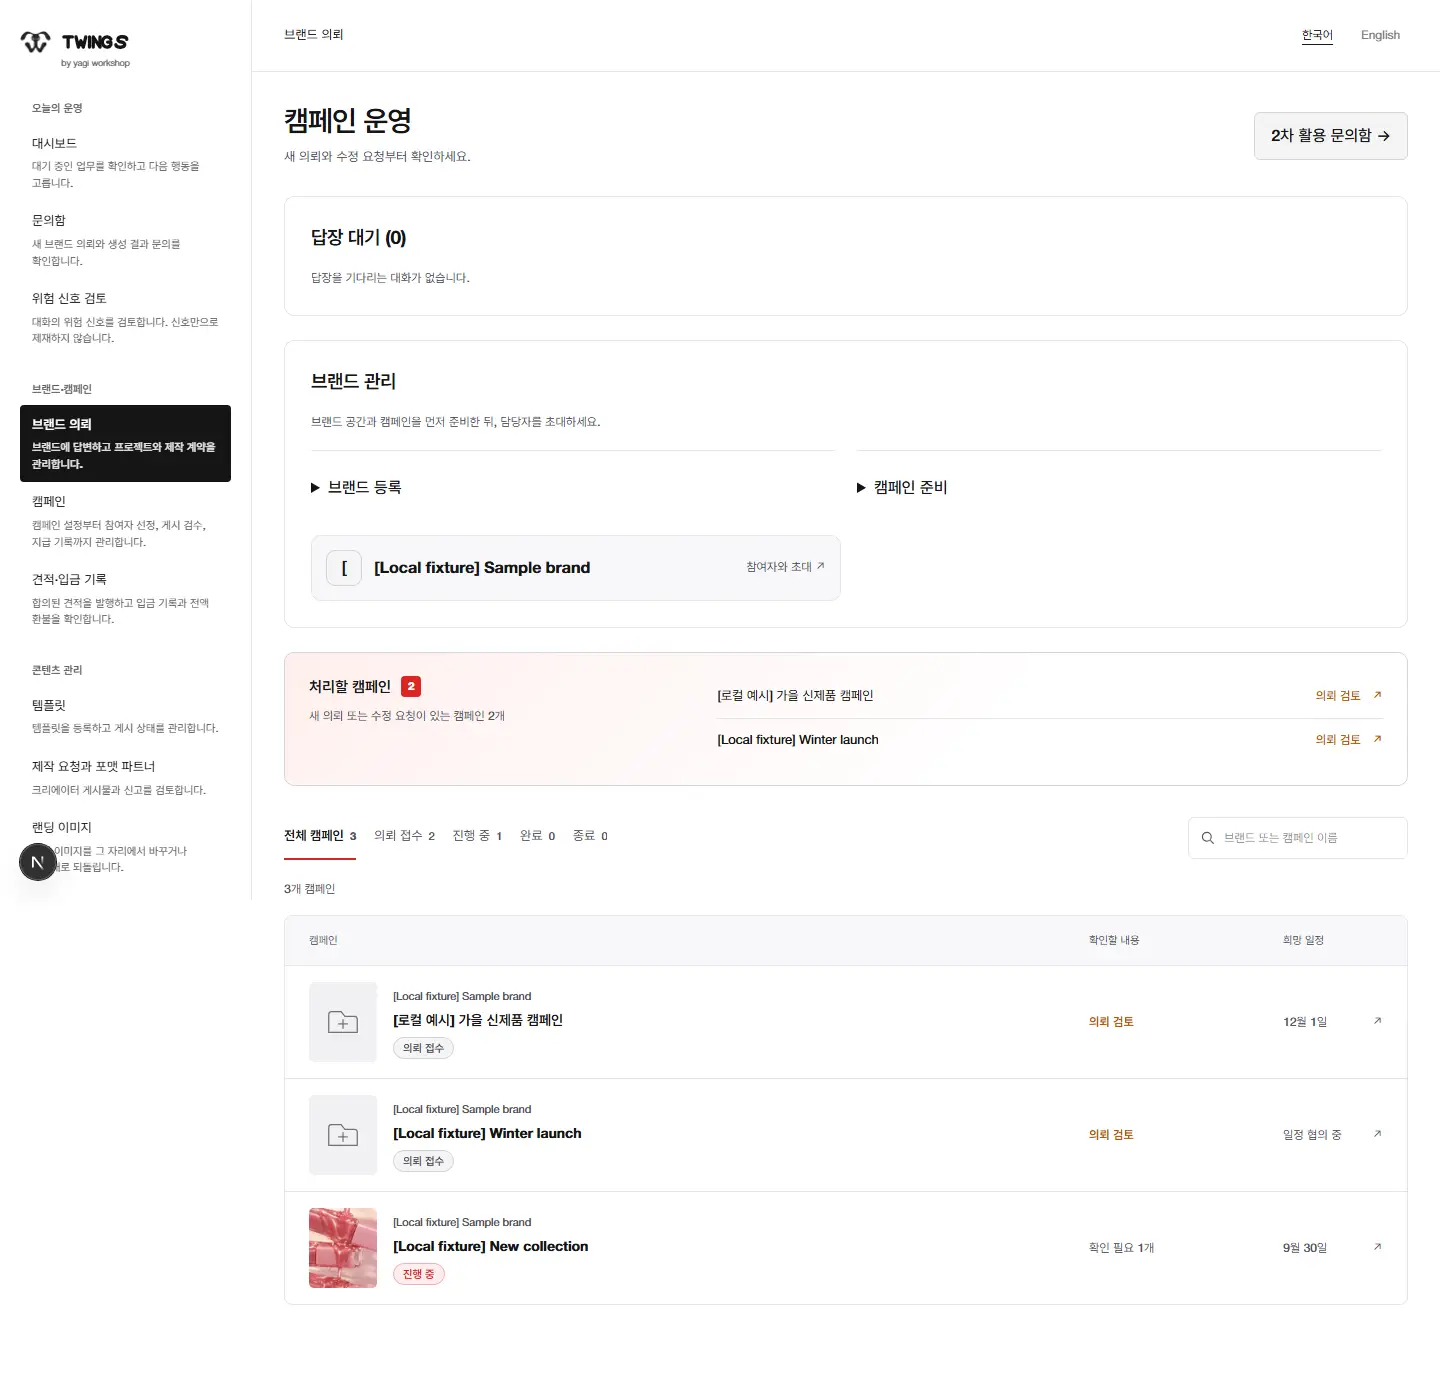 TWINGS
by yagi workshop
오늘의 운영
대시보드
대기 중인 업무를 확인하고 다음 행동을
고릅니다.
문의함
새 브랜드 의뢰와 생성 결과 문의를
확인합니다.
위험 신호 검토
대화의 위험 신호를 검토합니다. 신호만으로
제재하지 않습니다.
브랜드·캠페인
브랜드 의뢰
브랜드에 답변하고 프로젝트와 제작 계약을
관리합니다.
캠페인
캠페인 설정부터 참여자 선정, 게시 검수,
지급 기록까지 관리합니다.
견적·입금 기록
합의된 견적을 발행하고 입금 기록과 전액
환불을 확인합니다.
콘텐츠 관리
템플릿
템플릿을 등록하고 게시 상태를 관리합니다.
제작 요청과 포맷 파트너
크리에이터 게시물과 신고를 검토합니다.
랜딩 이미지
이미지를 그 자리에서 바꾸거나
로 되돌립니다.
N
브랜드 의뢰
한국어
English
캠페인 운영
새 의뢰와 수정 요청부터 확인하세요.
2차 활용 문의함 →
답장 대기 (0)
답장을 기다리는 대화가 없습니다.
브랜드 관리
브랜드 공간과 캠페인을 먼저 준비한 뒤, 담당자를 초대하세요.
▶ 브랜드 등록
▶ 캠페인 준비
[
[Local fixture] Sample brand
참여자와 초대 ↗
처리할 캠페인 2
새 의뢰 또는 수정 요청이 있는 캠페인 2개
[로컬 예시] 가을 신제품 캠페인
의뢰 검토 ↗
[Local fixture] Winter launch
의뢰 검토 ↗
전체 캠페인 3
의뢰 접수 2
진행 중 1
완료 0
종료 0
브랜드 또는 캠페인 이름
3개 캠페인
캠페인
확인할 내용
희망 일정
[Local fixture] Sample brand
[로컬 예시] 가을 신제품 캠페인
의뢰 접수
의뢰 검토
12월 1일 ↗
[Local fixture] Sample brand
[Local fixture] Winter launch
의뢰 접수
의뢰 검토
일정 협의 중 ↗
[Local fixture] Sample brand
[Local fixture] New collection
진행 중
확인 필요 1개
9월 30일 ↗